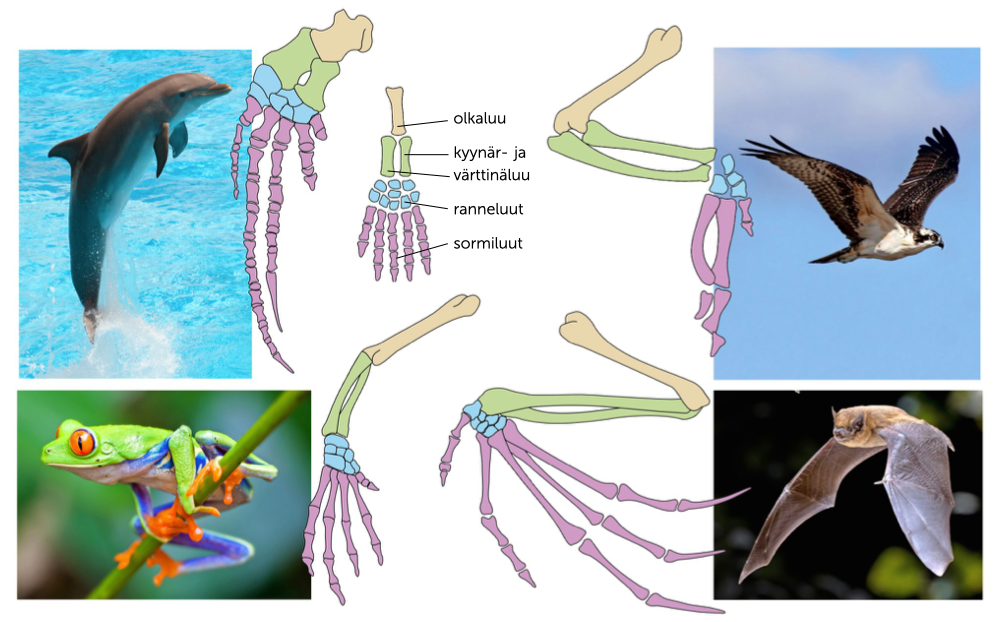 olkaluu
kyynär- ja
värttinäluu
ranneluut
sormiluut